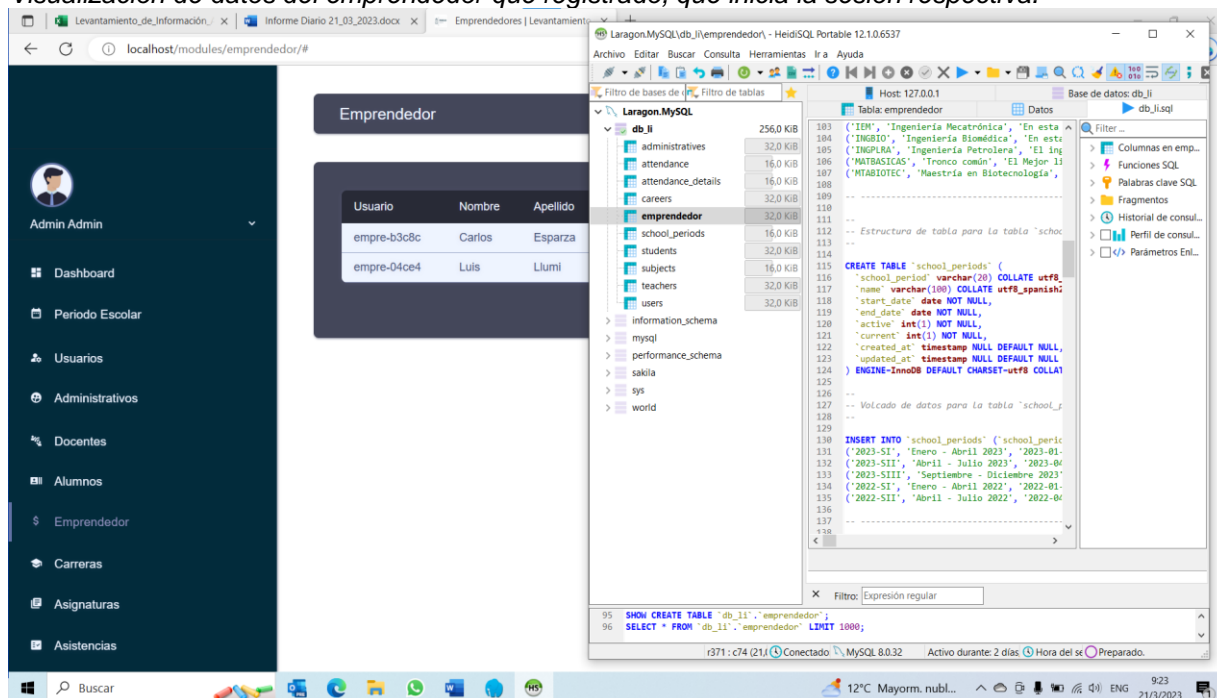 Visualización de datos del emprendedor que registrado, que inicia la sesión respectiva.
Levantamiento_de_Información_
Informe Diario 21_03_2023.docx
Emprendedores | Levantamient
localhost/modules/emprendedor/#
Admin Admin
Dashboard
Periodo Escolar
Usuarios
Administrativos
Docentes
Alumnos
$ Emprendedor
Carreras
Asignaturas
Asistencias
Emprendedor
Usuario Nombre Apellido
empre-b3c8c Carlos Esparza
empre-04ce4 Luis Llumi
Laragon.MySQL\db_li\emprendedor\ - HeidiSQL Portable 12.1.0.6537
Archivo Editar Buscar Consulta Herramientas Ir a Ayuda
Filtro de bases de Filtro de tablas
Laragon.MySQL
db_li 256,0 KiB
administratives 32,0 KiB
attendance 16,0 KiB
attendance_details 16,0 KiB
careers 32,0 KiB
emprendedor 32,0 KiB
school_periods 16,0 KiB
students 32,0 KiB
subjects 16,0 KiB
teachers 32,0 KiB
users 32,0 KiB
information_schema
mysql
performance_schema
sakila
sys
world
Host: 127.0.0.1 Base de datos: db_li
Tabla: emprendedor Datos db_li.sql
103 ('IEM', 'Ingeniería Mecatrónica', 'En esta
104 ('INGBIO', 'Ingeniería Biomédica', 'En esta
105 ('INGPLRA', 'Ingeniería Petrolera', 'El ing
106 ('MATBASICAS', 'Tronco común', 'El Mejor li
107 ('MTABIOTEC', 'Maestría en Biotecnología',
108
109 -- --------------------------------------------
110
111 --
112 -- Estructura de tabla para la tabla `schoc
113 --
114
115 CREATE TABLE `school_periods` (
116 `school_period` varchar(20) COLLATE utf8_
117 `name` varchar(100) COLLATE utf8_spanish2
118 `start_date` date NOT NULL,
119 `end_date` date NOT NULL,
120 `active` int(1) NOT NULL,
121 `current` int(1) NOT NULL,
122 `created_at` timestamp NULL DEFAULT NULL,
123 `updated_at` timestamp NULL DEFAULT NULL
124 ) ENGINE=InnoDB DEFAULT CHARSET=utf8 COLLAT
125
126 --
127 -- Volcado de datos para la tabla `school_p
128 --
129
130 INSERT INTO `school_periods` (`school_peric
131 ('2023-SI', 'Enero - Abril 2023', '2023-01-
132 ('2023-SII', 'Abril - Julio 2023', '2023-04
133 ('2023-SIII', 'Septiembre - Diciembre 2023'
134 ('2022-SI', 'Enero - Abril 2022', '2022-01-
135 ('2022-SII', 'Abril - Julio 2022', '2022-04
136
137 -- --------------------------------------------
138
Filter ...
Columnas en emp...
Funciones SQL
Palabras clave SQL
Fragmentos
Historial de consul...
Perfil de consul...
Parámetros Enl...
Filtro: Expresión regular
95 SHOW CREATE TABLE `db_li`.`emprendedor`;
96 SELECT * FROM `db_li`.`emprendedor` LIMIT 1000;
r371 : c74 (21,( Conectado MySQL 8.0.32 Activo durante: 2 días, Hora del se Preparado.
Buscar
12°C Mayorm. nubl... ENG
9:23
21/3/2023